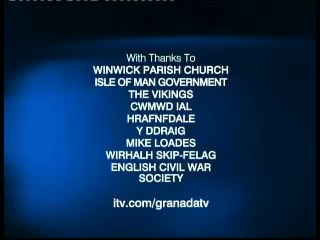 With Thanks To
WINWICK PARISH CHURCH
ISLE OF MAN GOVERNMENT
THE VIKINGS
CWMWD IAL
HRAFNFDALE
Y DDRAIG
MIKE LOADES
WIRHALH SKIP-FELAG
ENGLISH CIVIL WAR
SOCIETY
itv.com/granadatv